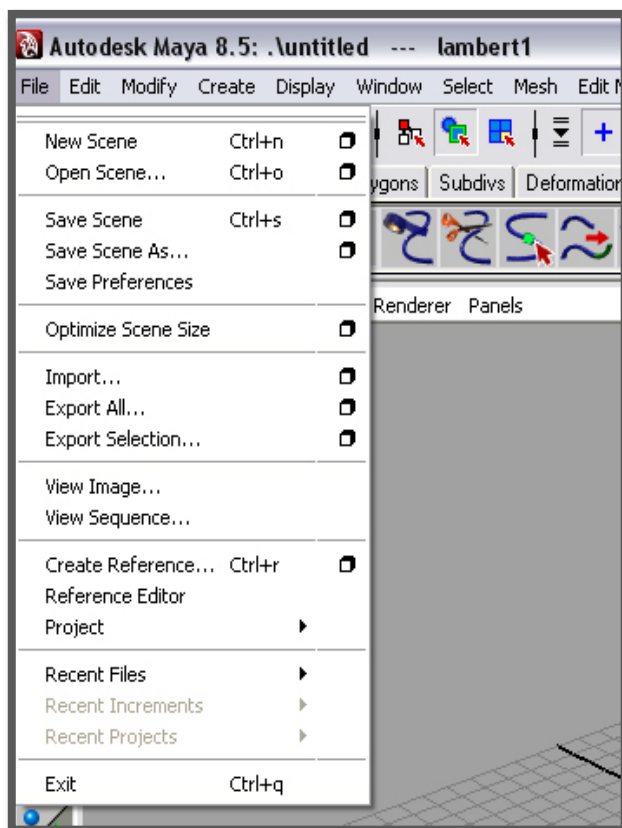 Autodesk Maya 8.5: .\untitled --- lambert1
File Edit Modify Create Display Window Select Mesh Edit
New Scene Ctrl+n
Open Scene... Ctrl+o
Subdivs
Save Scene Ctrl+s
Save Scene As...
Save Preferences
Renderer Panels
Optimize Scene Size
Import...
Export All...
Export Selection...
View Image...
View Sequence...
Create Reference... Ctrl+r
Reference Editor
Project
Recent Files
Recent Increments
Recent Projects
Exit Ctrl+q